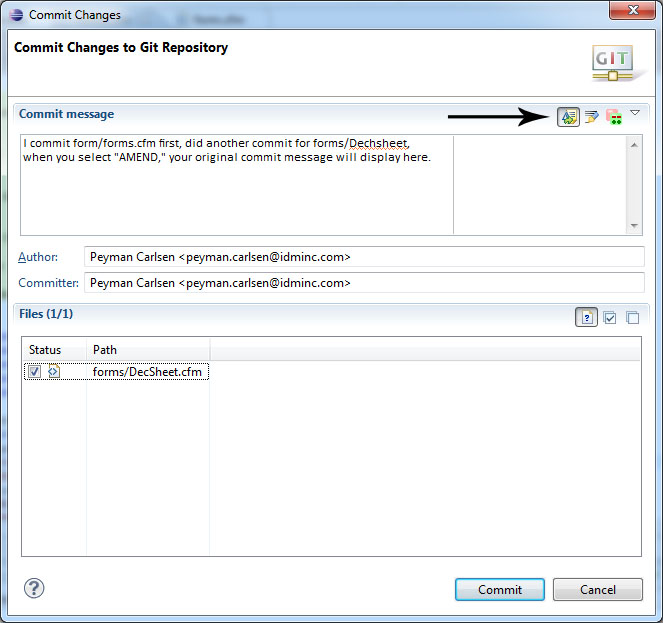 Commit Changes
Commit Changes to Git Repository
GIT
Commit message
I commit form/forms.cfm first, did another commit for forms/Dechsheet,
when you select "AMEND," your original commit message will display here.
Author: Peyman Carlsen <peyman.carlsen@idminc.com>
Committer: Peyman Carlsen <peyman.carlsen@idminc.com>
Files (1/1)
Status Path
forms/DecSheet.cfm
Commit Cancel